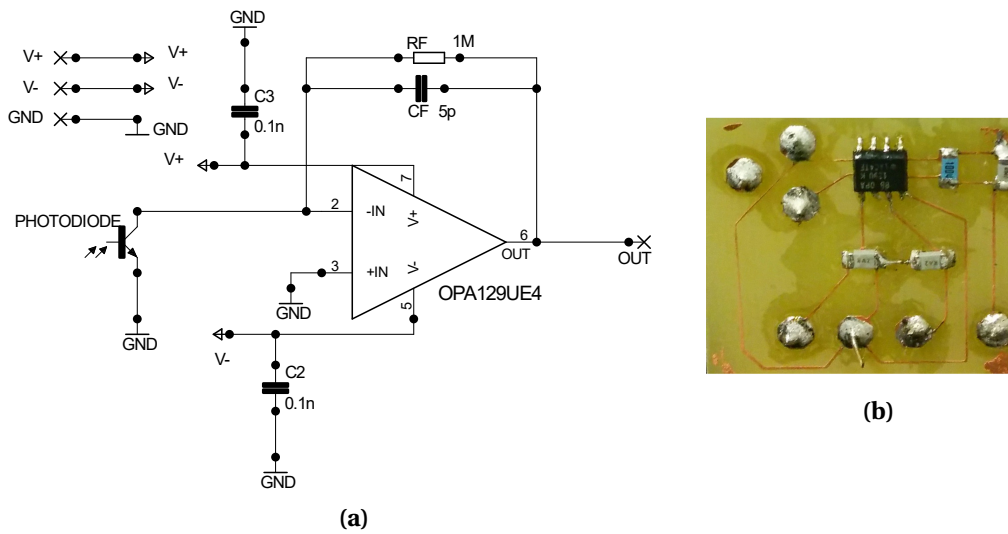 GND
V+ V+
V- V-
GND GND
RF 1M
CF 5p
C3
0.1n
V+
7
PHOTODIODE
2 -IN V+
6
OUT
OUT
3 +IN V-
GND
OPA129UE4
5
GND
V-
C2
0.1n
GND
(a)
(b)